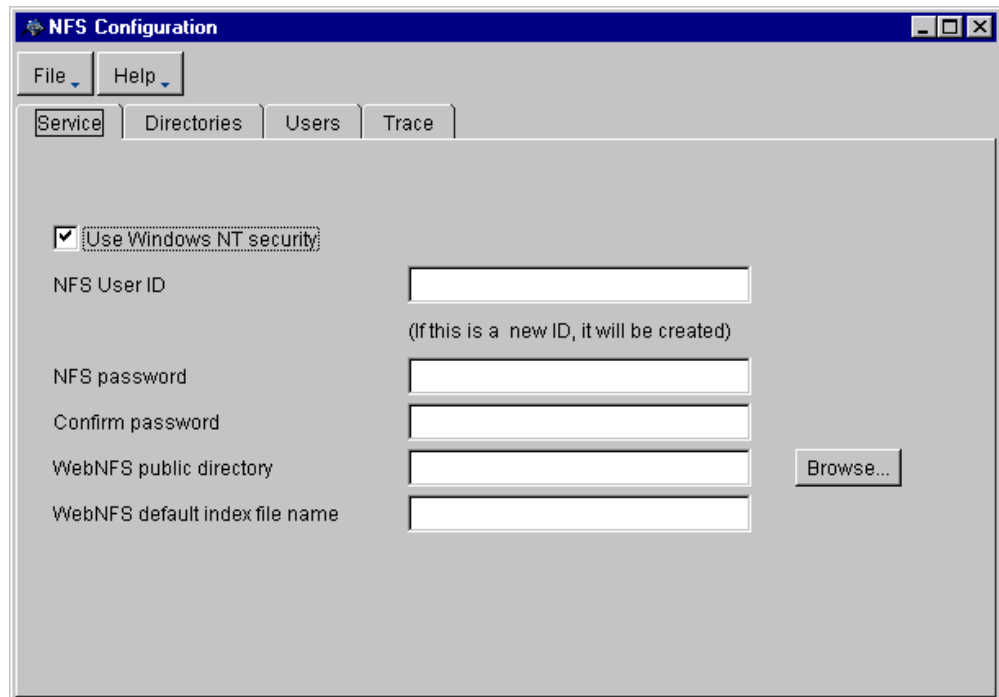 NFS Configuration
File Help
Service Directories Users Trace
Use Windows NT security
NFS User ID
(If this is a new ID, it will be created)
NFS password
Confirm password
WebNFS public directory Browse...
WebNFS default index file name